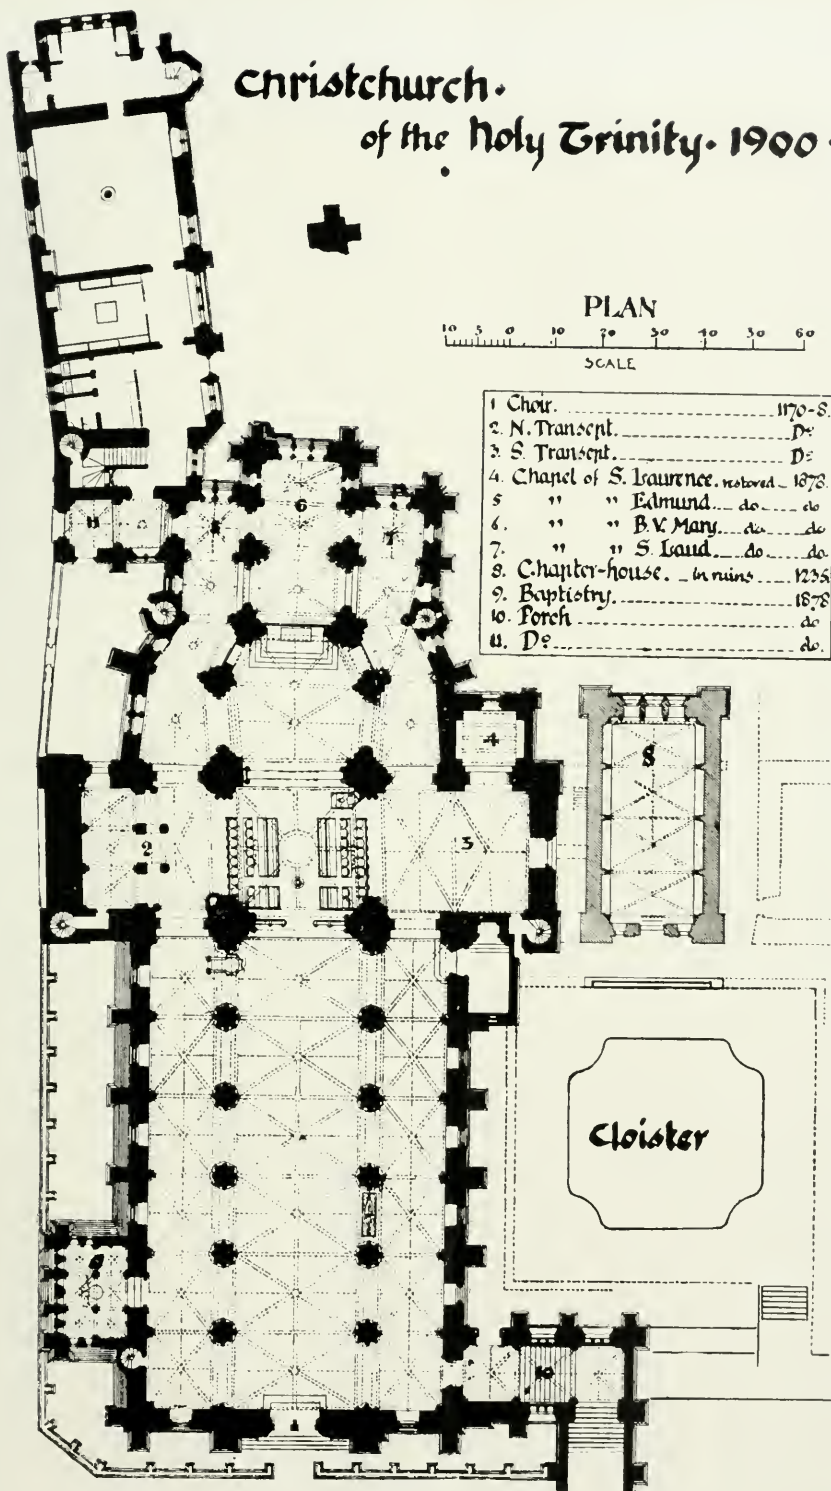 Christchurch.
of the Holy Trinity. 1900.
PLAN
10 5 0 10 20 30 40 50 60
SCALE
1 Choir. 1170-8.
2. N. Transept. Do
3. S. Transept. Do
4. Chapel of S. Laurence. restored 1878.
5 " " Edmund do do
6. " " B.V. Mary. do do
7. " " S. Laud. do do.
8. Chapter-house. in ruins 1235
9. Baptistry. 1878
10. Porch do
11. Do do.
11
5
6
7
4
8
2
3
Cloister
9
10
1